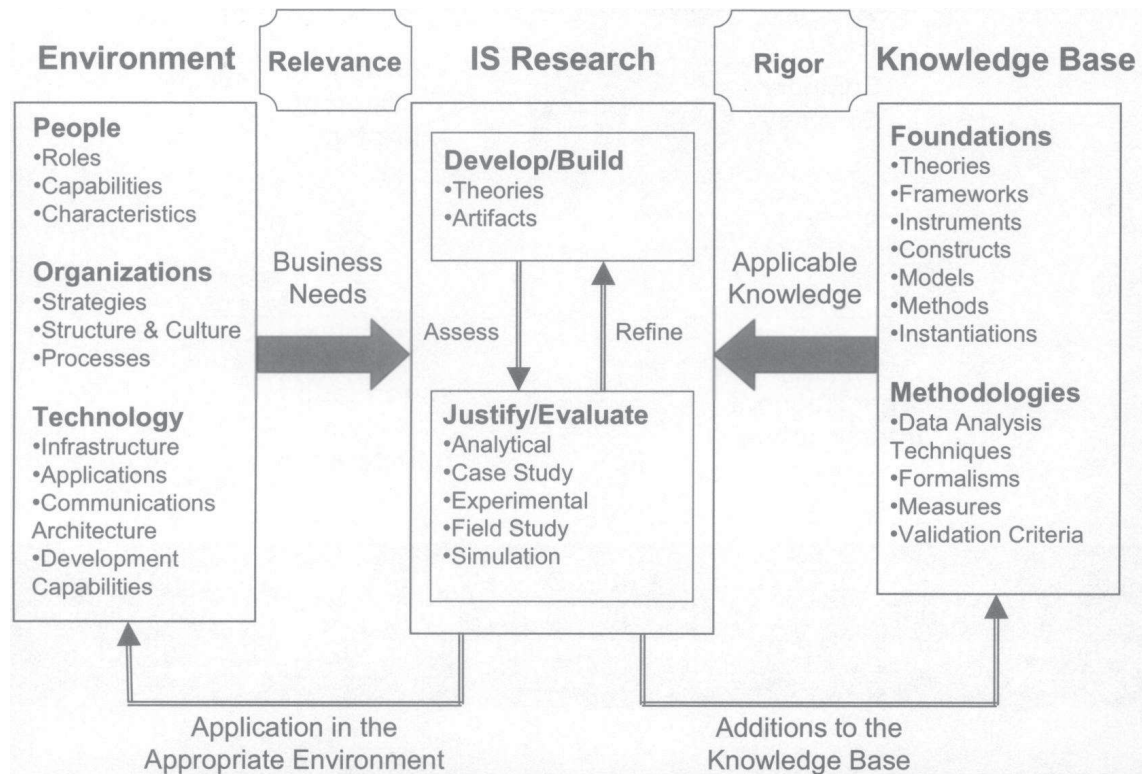 Environment
Relevance
IS Research
Rigor
Knowledge Base
People
•Roles
•Capabilities
•Characteristics
Organizations
•Strategies
•Structure & Culture
•Processes
Technology
•Infrastructure
•Applications
•Communications
Architecture
•Development
Capabilities
Business
Needs
Develop/Build
•Theories
•Artifacts
Assess
Refine
Justify/Evaluate
•Analytical
•Case Study
•Experimental
•Field Study
•Simulation
Applicable
Knowledge
Foundations
•Theories
•Frameworks
•Instruments
•Constructs
•Models
•Methods
•Instantiations
Methodologies
•Data Analysis
Techniques
•Formalisms
•Measures
•Validation Criteria
Application in the
Appropriate Environment
Additions to the
Knowledge Base